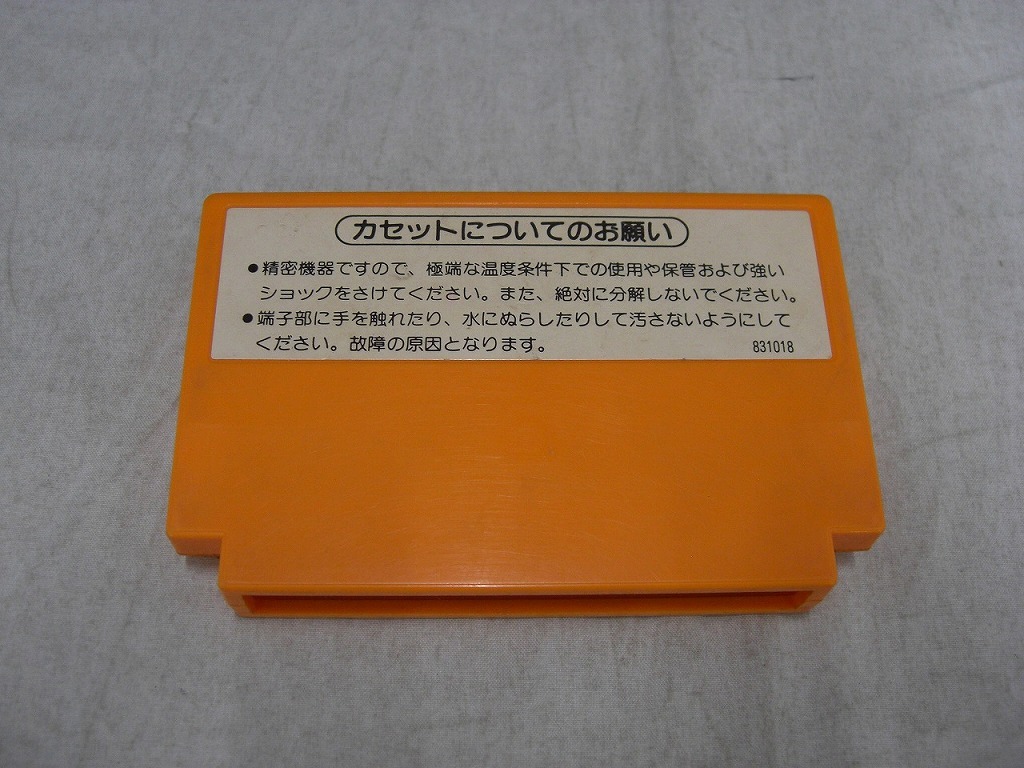 カセットについてのお願い
●精密機器ですので、極端な温度条件下での使用や保管および強い
ショックをさけてください。また、絶対に分解しないでください。
●端子部に手を触れたり、水にぬらしたりして汚さないようにして
ください。故障の原因となります。 831018